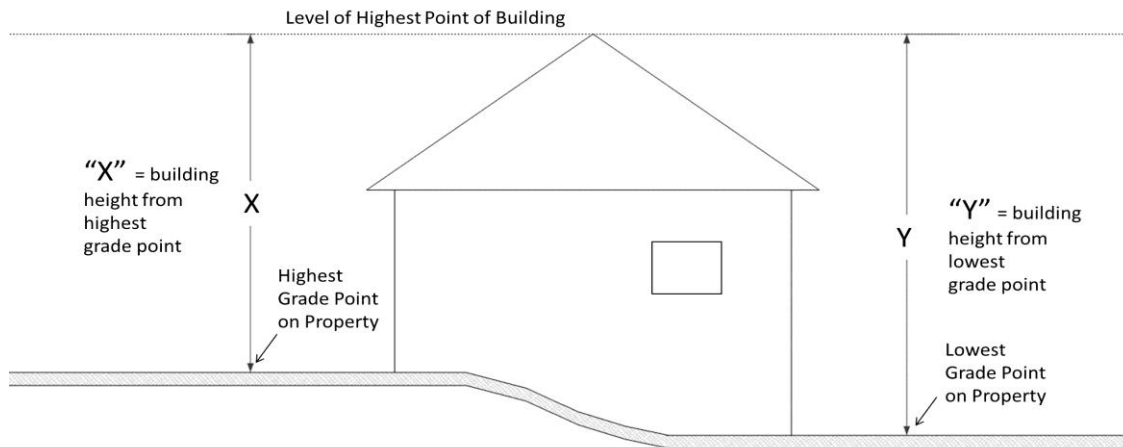 Level of Highest Point of Building
“X” = building
height from
highest
grade point
X
Highest
Grade Point
on Property
Y
“Y” = building
height from
lowest
grade point
Lowest
Grade Point
on Property